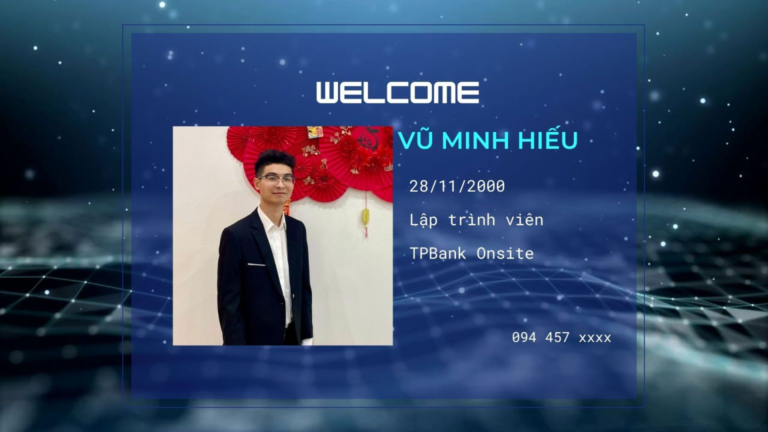 WELCOME
VŨ MINH HIẾU
28/11/2000
Lập trình viên
TPBank Onsite
094 457 xxxx